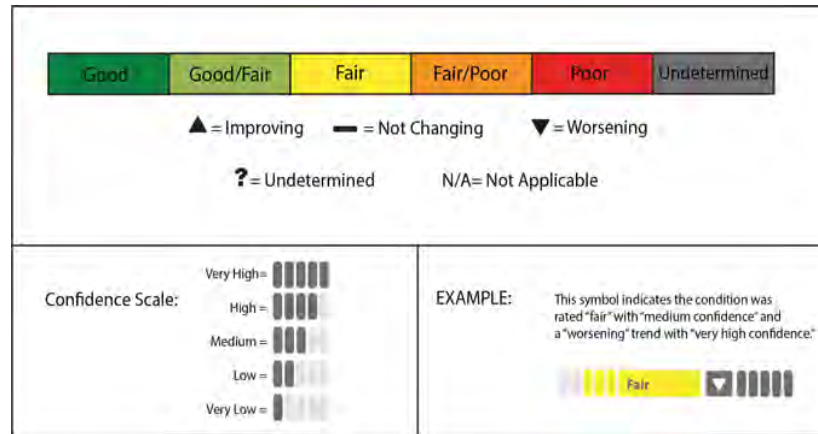 Good Good/Fair Fair Fair/Poor Poor Undetermined
▲ = Improving ▬ = Not Changing ▼ = Worsening
? = Undetermined N/A= Not Applicable
Confidence Scale:
Very High=
High =
Medium =
Low =
Very Low =
EXAMPLE:
This symbol indicates the condition was
rated "fair" with "medium confidence" and
a "worsening" trend with "very high confidence."
Fair